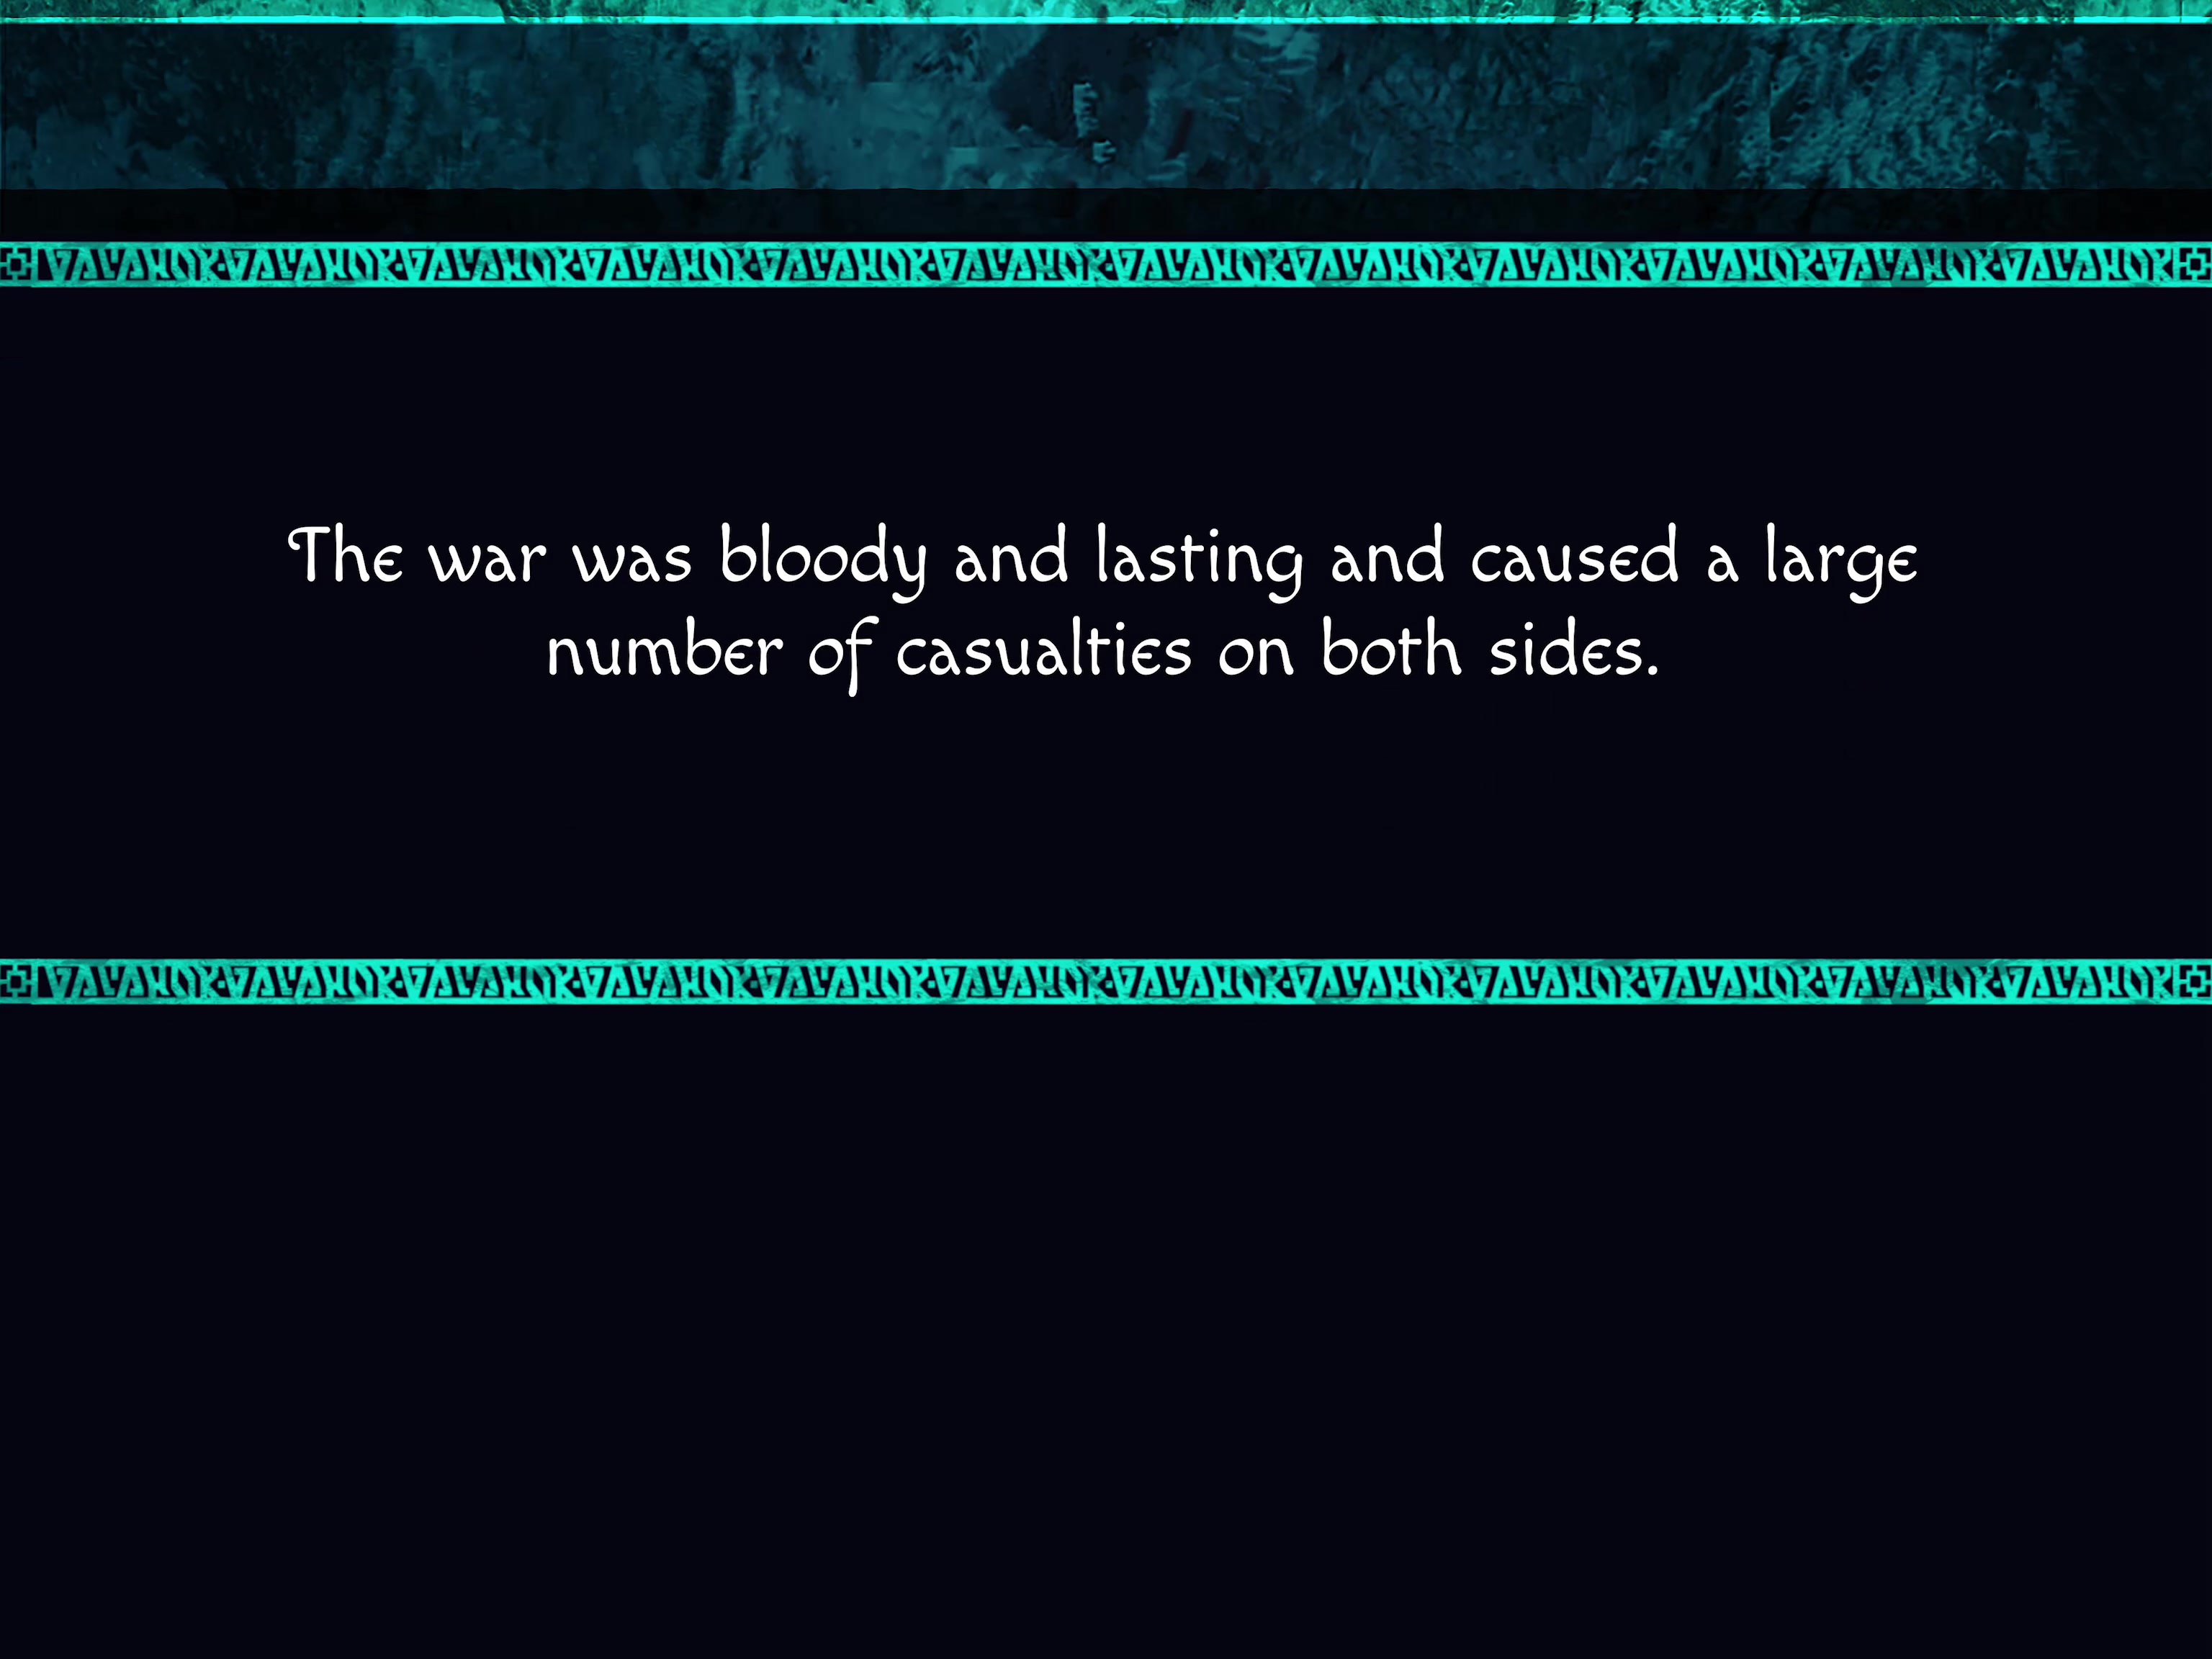 The war was bloody and lasting and caused a large
number of casualties on both sides.